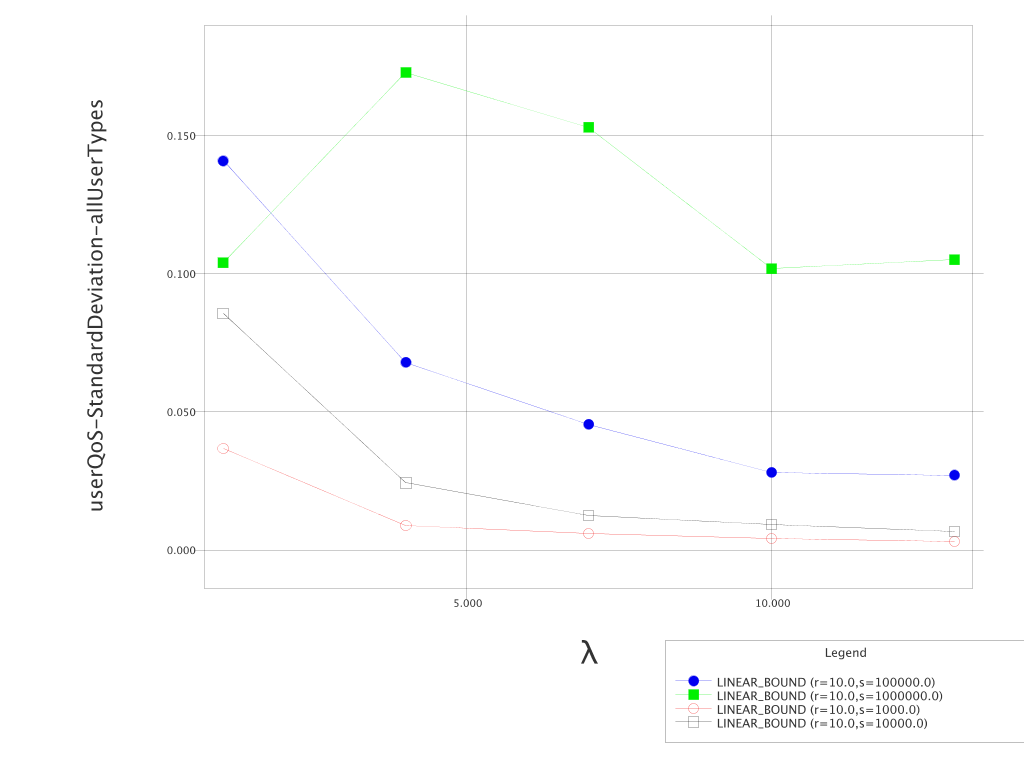 userQoS-StandardDeviation-allUserTypes
0.150
0.100
0.050
0.000
5.000
10.000
λ
Legend
LINEAR_BOUND (r=10.0,s=100000.0)
LINEAR_BOUND (r=10.0,s=1000000.0)
LINEAR_BOUND (r=10.0,s=1000.0)
LINEAR_BOUND (r=10.0,s=10000.0)